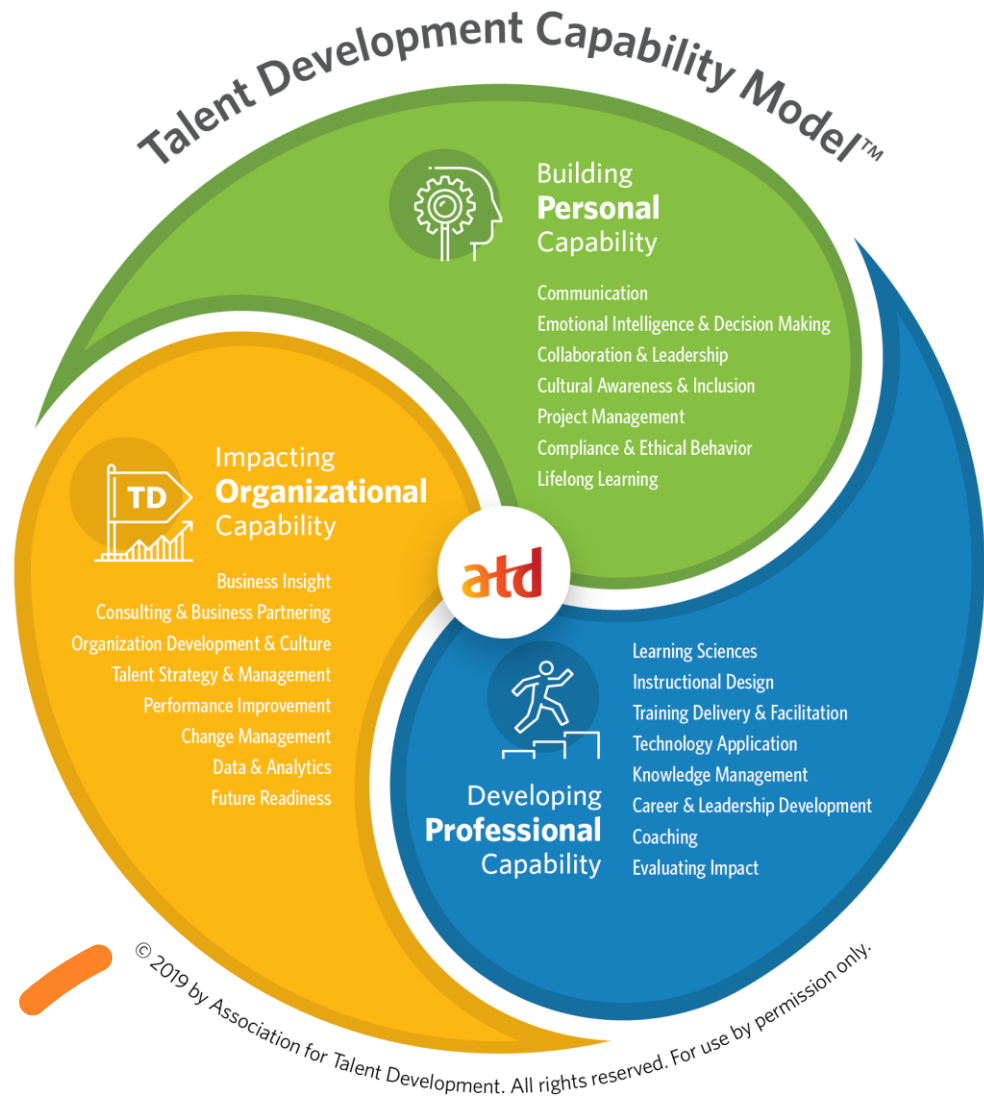 Talent Development Capability Model™
Building
Personal
Capability
Communication
Emotional Intelligence & Decision Making
Collaboration & Leadership
Cultural Awareness & Inclusion
Project Management
Compliance & Ethical Behavior
Lifelong Learning
Impacting
Organizational
Capability
TD
Business Insight
Consulting & Business Partnering
Organization Development & Culture
Talent Strategy & Management
Performance Improvement
Change Management
Data & Analytics
Future Readiness
atd
Learning Sciences
Instructional Design
Training Delivery & Facilitation
Technology Application
Knowledge Management
Career & Leadership Development
Coaching
Evaluating Impact
Developing
Professional
Capability
© 2019 by Association for Talent Development. All rights reserved. For use by permission only.